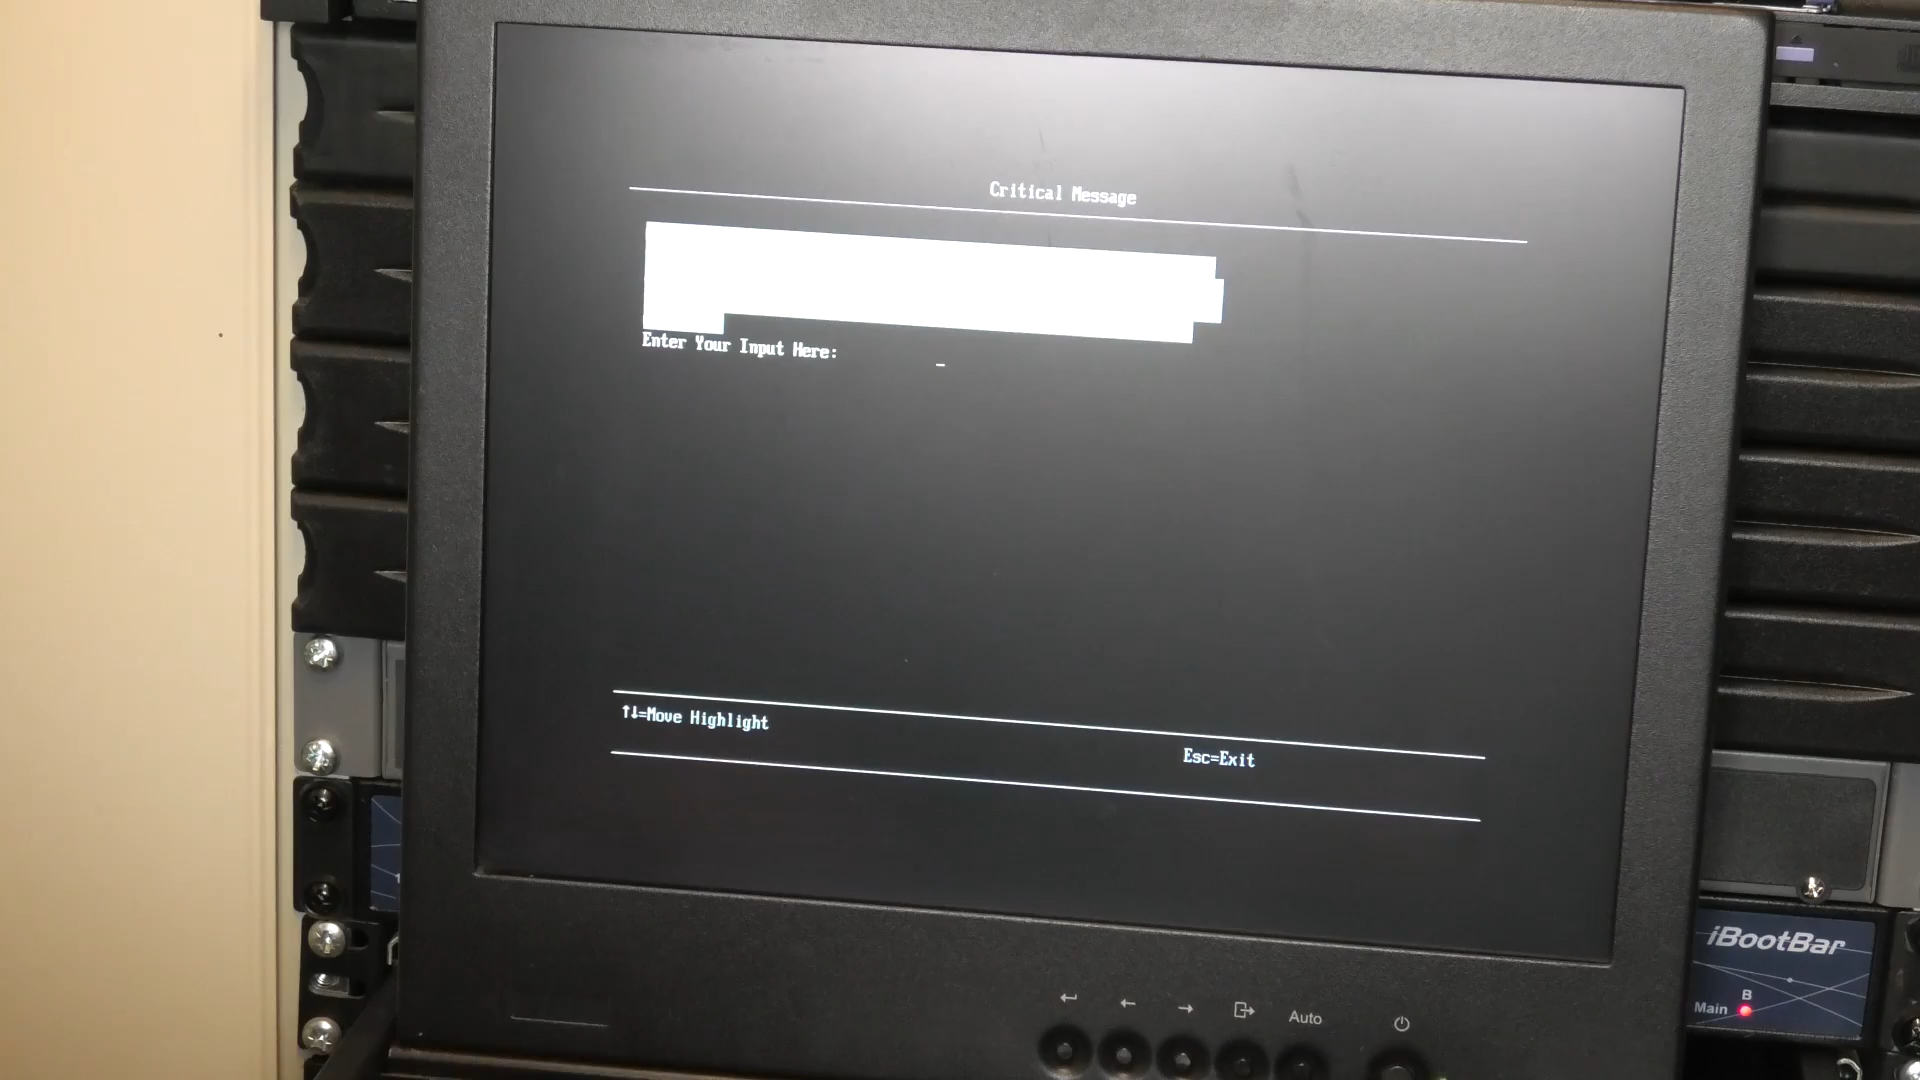 Critical Message
Enter Your Input Here:
_
↑↓=Move Highlight
Esc=Exit
iBootBar
B
Main
Auto